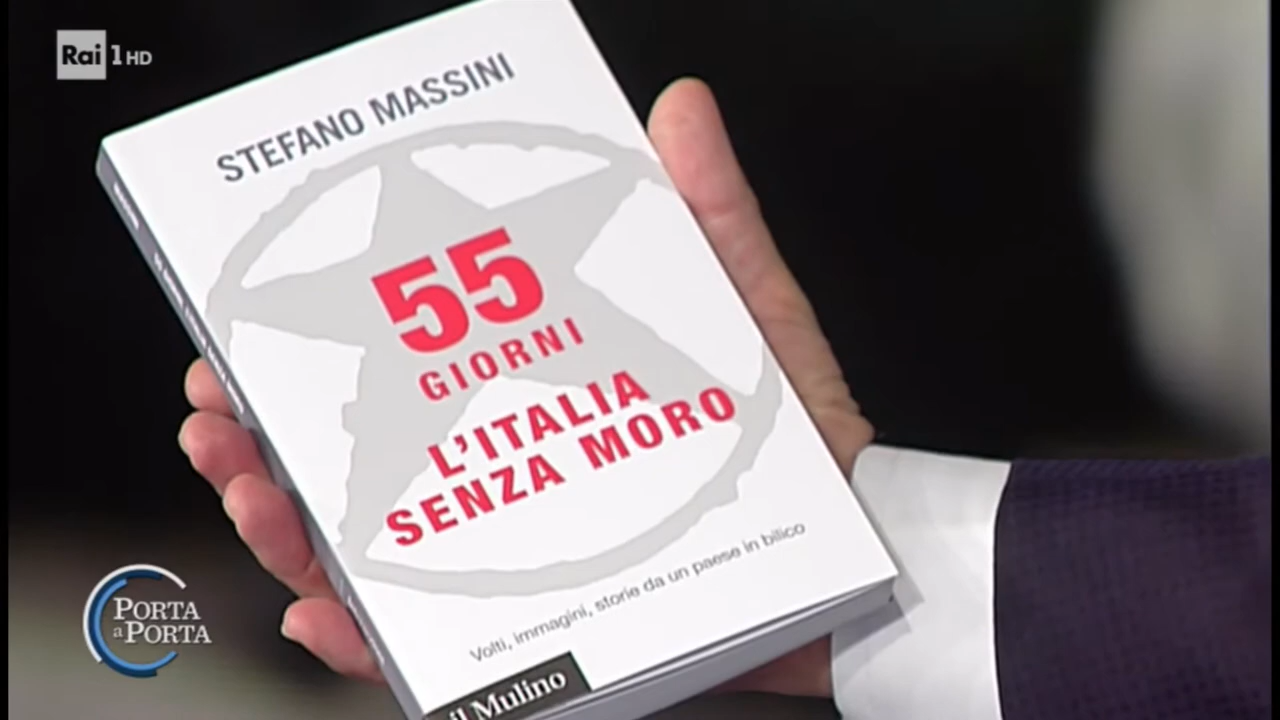 Rai 1 HD
STEFANO MASSINI
55
GIORNI
L'ITALIA
SENZA MORO
Volti, immagini, storie da un paese in bilico
il Mulino
PORTA
a PORTA